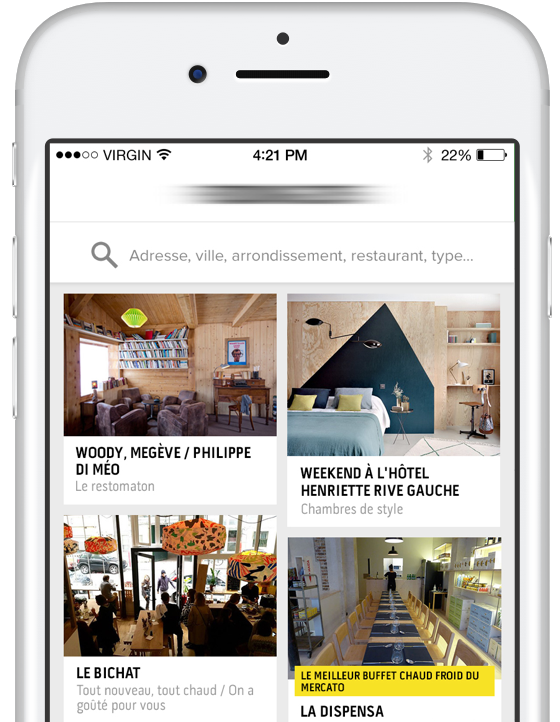 VIRGIN
4:21 PM
22%
Adresse, ville, arrondissement, restaurant, type...
WOODY, MEGÈVE / PHILIPPE
DI MÉO
Le restomaton
WEEKEND À L'HÔTEL
HENRIETTE RIVE GAUCHE
Chambres de style
LE BICHAT
Tout nouveau, tout chaud / On a
goûté pour vous
LE MEILLEUR BUFFET CHAUD FROID DU
MERCATO
LA DISPENSA